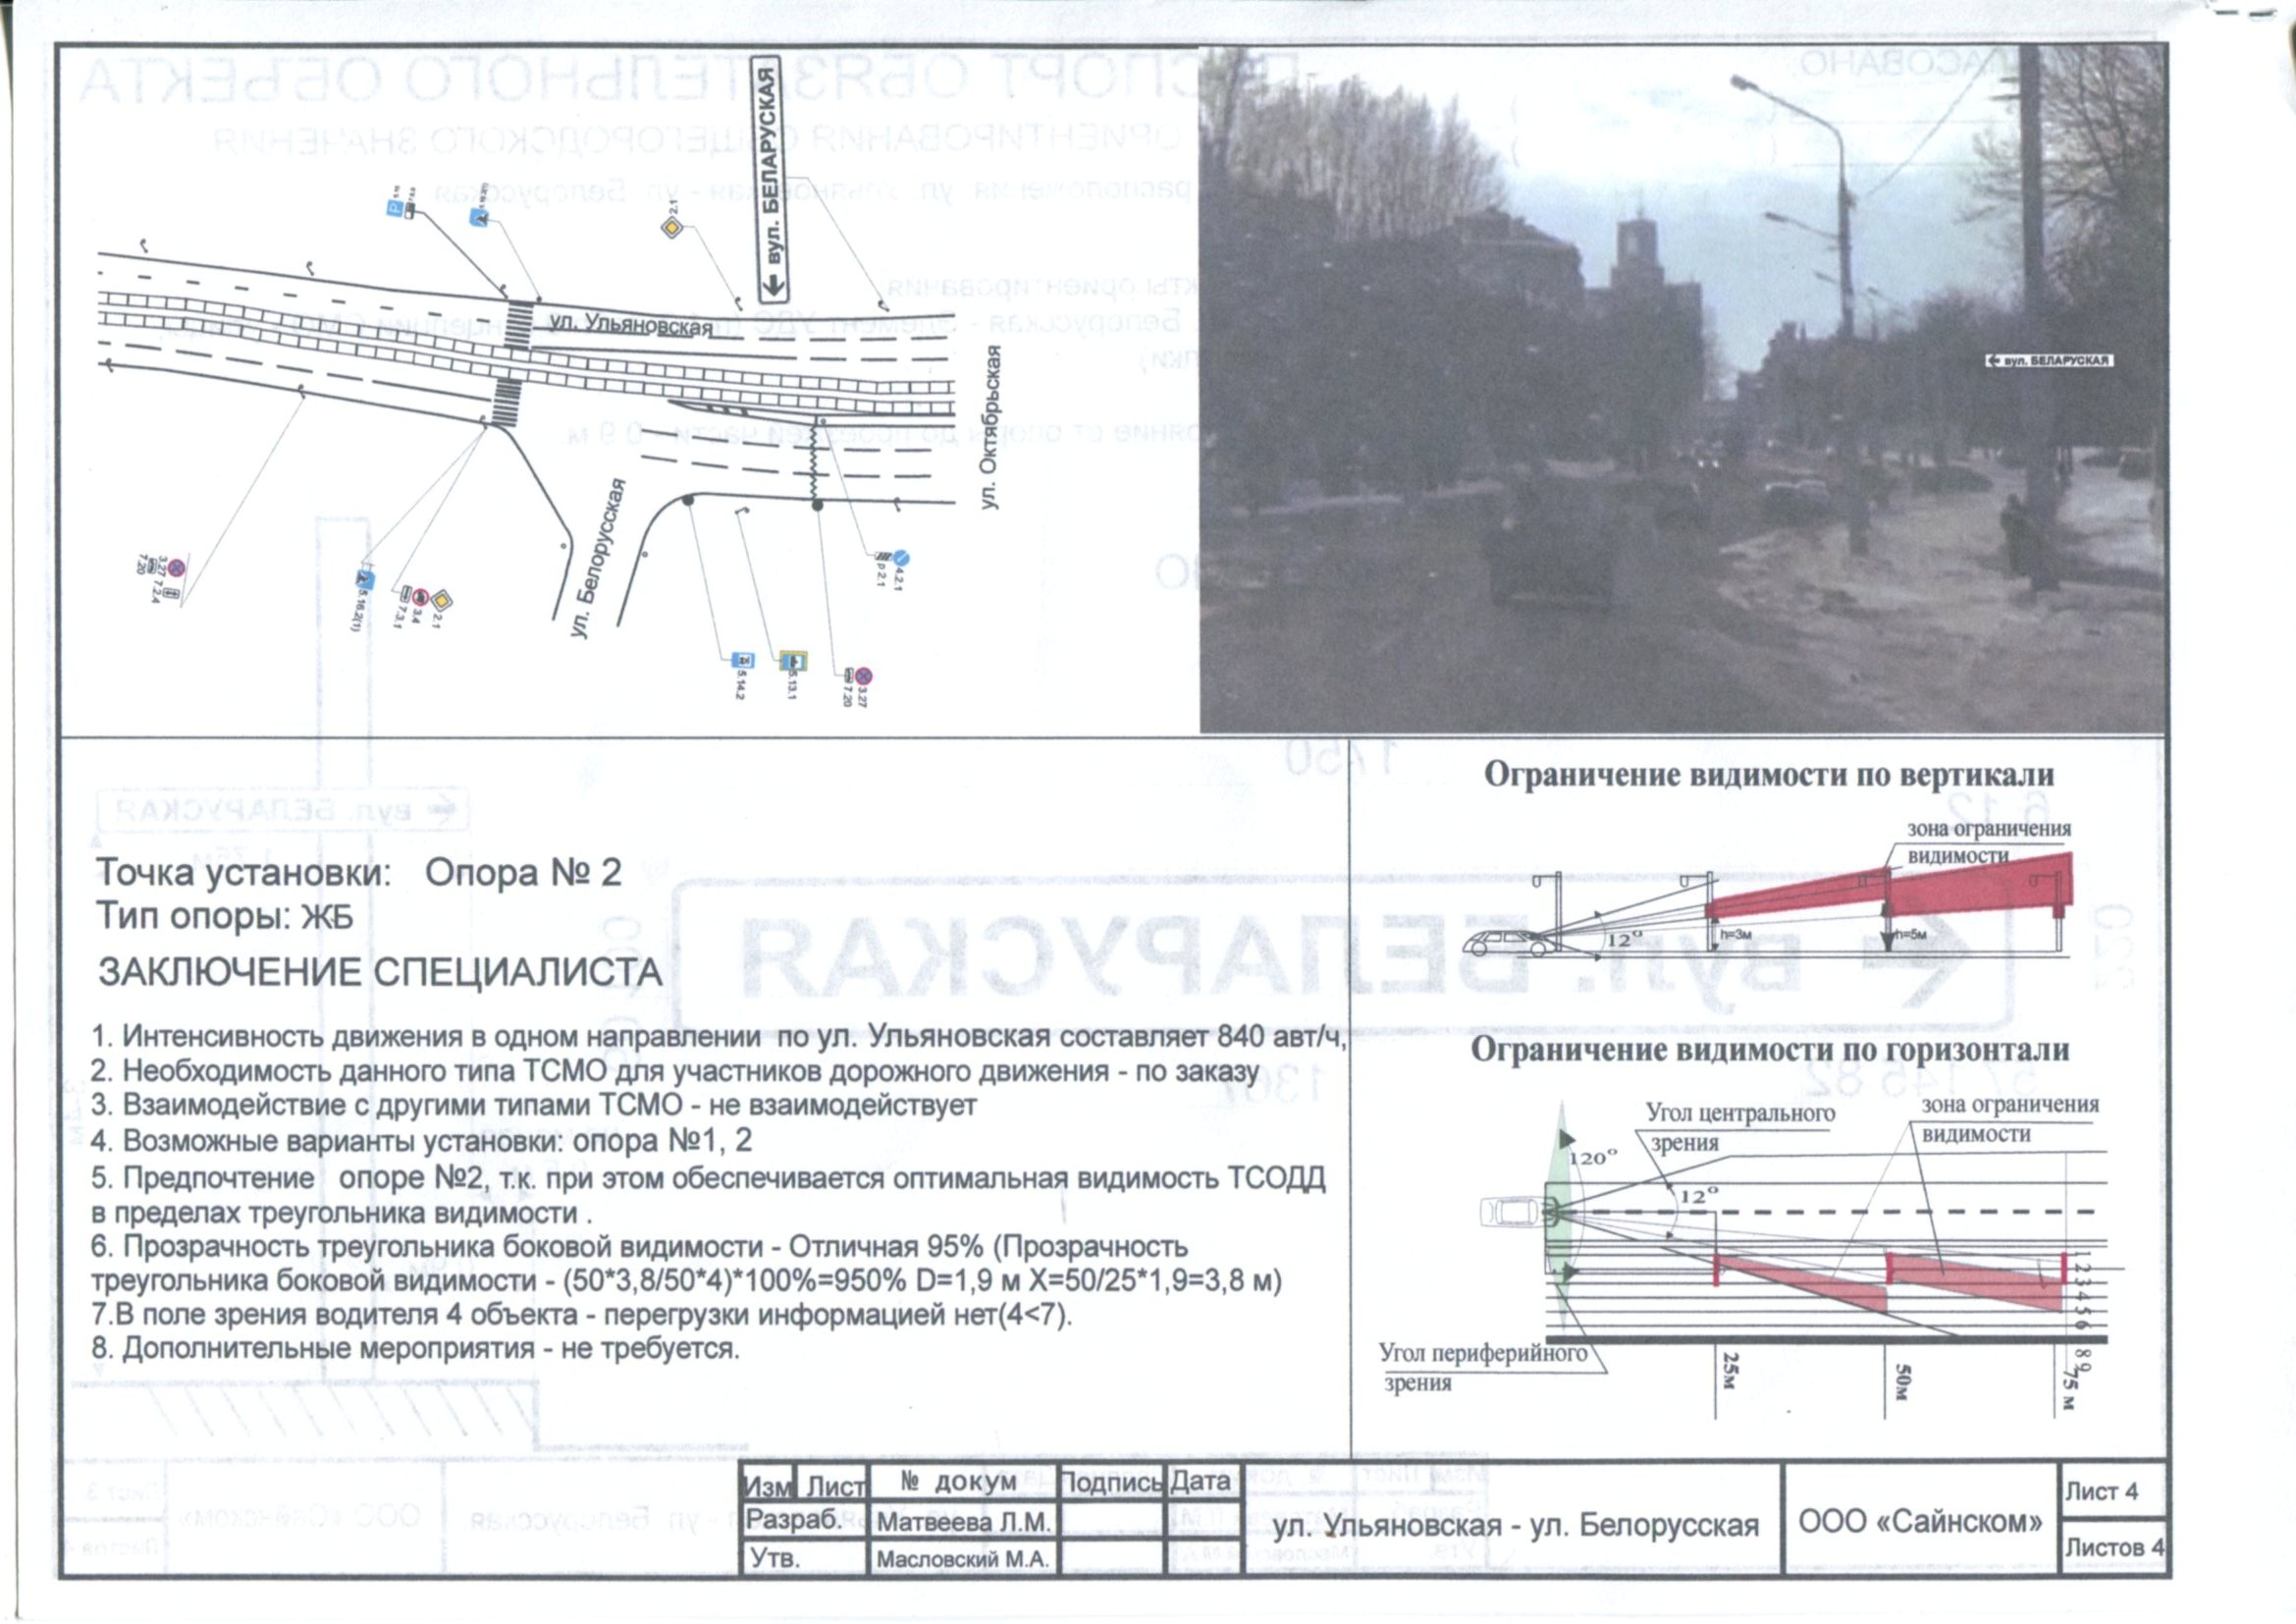 ← вул. БЕЛАРУСКАЯ
2.1
ул. Ульяновская
ул. Октябрьская
ул. Белорусская
3.27
7.20
7.2.4
5.16.2(1)
7.3.1
3.4
2.1
5.14.2
5.13.1
7.20
3.27
р 2.1
4.2.1
← вул. БЕЛАРУСКАЯ
Точка установки: Опора № 2
Тип опоры: ЖБ
ЗАКЛЮЧЕНИЕ СПЕЦИАЛИСТА
1. Интенсивность движения в одном направлении по ул. Ульяновская составляет 840 авт/ч,
2. Необходимость данного типа ТСМО для участников дорожного движения - по заказу
3. Взаимодействие с другими типами ТСМО - не взаимодействует
4. Возможные варианты установки: опора №1, 2
5. Предпочтение опоре №2, т.к. при этом обеспечивается оптимальная видимость ТСОДД
в пределах треугольника видимости .
6. Прозрачность треугольника боковой видимости - Отличная 95% (Прозрачность
треугольника боковой видимости - (50*3,8/50*4)*100%=950% D=1,9 м X=50/25*1,9=3,8 м)
7.В поле зрения водителя 4 объекта - перегрузки информацией нет(4<7).
8. Дополнительные мероприятия - не требуется.
Ограничение видимости по вертикали
зона ограничения
видимости
12°
h=3м
h=5м
Ограничение видимости по горизонтали
Угол центрального
зрения
зона ограничения
видимости
120°
12°
1 2 3 4 5 6 8 9
Угол периферийного
зрения
25м
50м
75 м
Изм Лист № докум Подпись Дата
Разраб. Матвеева Л.М.
Утв. Масловский М.А.
ул. Ульяновская - ул. Белорусская
ООО «Сайнском»
Лист 4
Листов 4